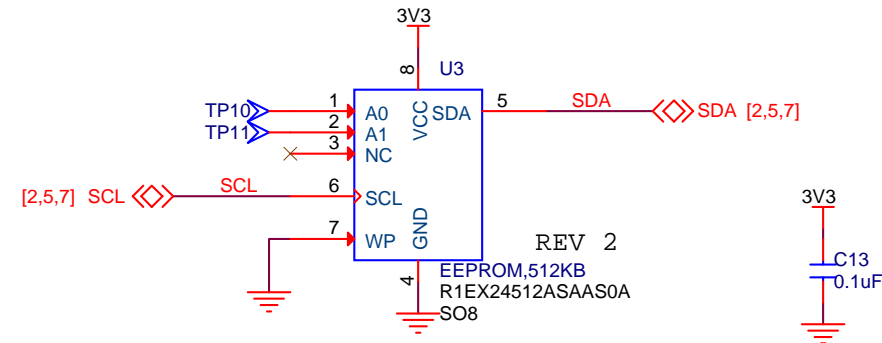 3V3
8
U3
TP10
1
A0
VCC
SDA
5
SDA
SDA [2,5,7]
TP11
2
A1
3
NC
[2,5,7] SCL
SCL
6
SCL
3V3
7
WP
GND
REV 2
4
EEPROM,512KB
R1EX24512ASAAS0A
SO8
C13
0.1uF